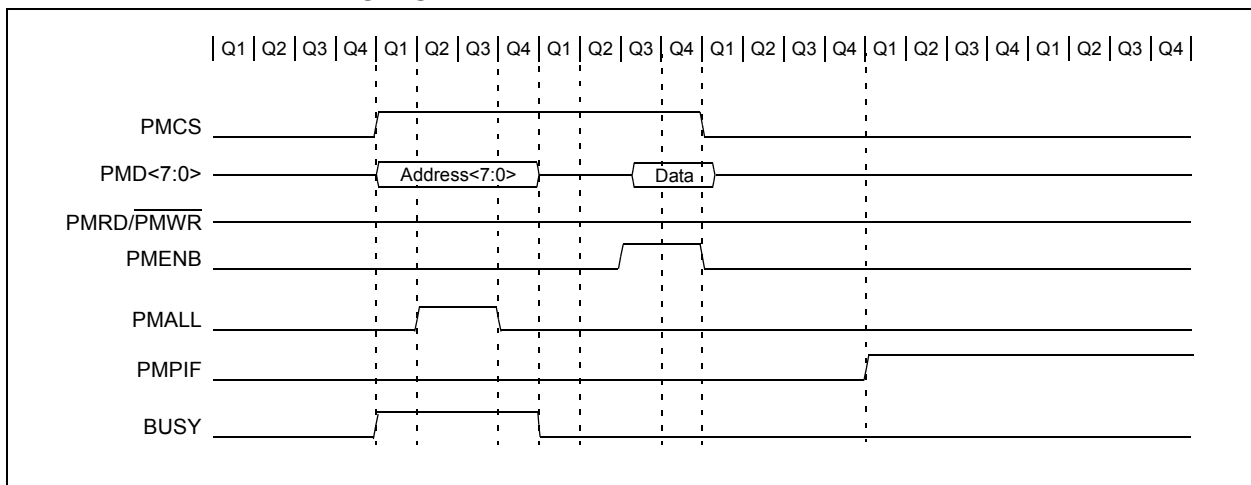 | Q1 | Q2 | Q3 | Q4 | Q1 | Q2 | Q3 | Q4 | Q1 | Q2 | Q3 | Q4 | Q1 | Q2 | Q3 | Q4 | Q1 | Q2 | Q3 | Q4 | Q1 | Q2 | Q3 | Q4 |
PMCS
PMD<7:0> Address<7:0> Data
PMRD/PMWR
PMENB
PMALL
PMPIF
BUSY